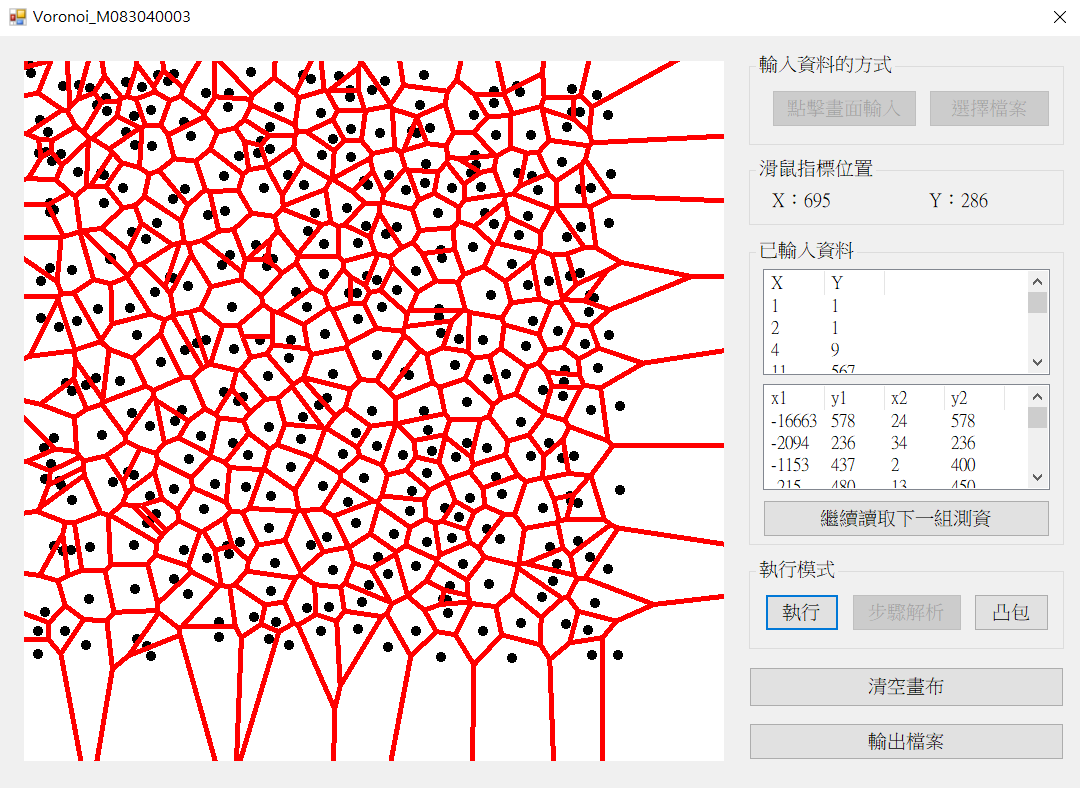 Voronoi_M083040003
輸入資料的方式
點擊畫面輸入 選擇檔案
滑鼠指標位置
X：695 Y：286
已輸入資料
X Y
1 1
2 1
4 9
11 567
x1 y1 x2 y2
-16663 578 24 578
-2094 236 34 236
-1153 437 2 400
-215 480 13 450
繼續讀取下一組測資
執行模式
執行 步驟解析 凸包
清空畫布
輸出檔案